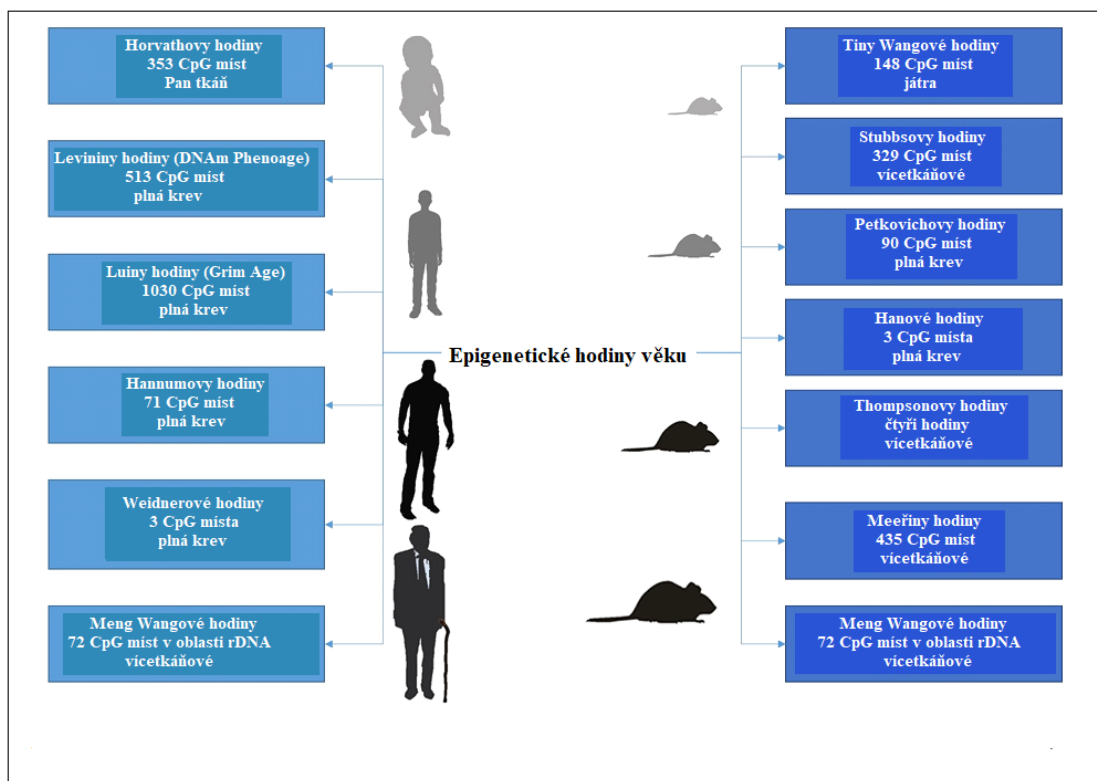 Horvathovy hodiny
353 CpG míst
Pan tkáň
Levininy hodiny (DNAm Phenoage)
513 CpG míst
plná krev
Luiny hodiny (Grim Age)
1030 CpG míst
plná krev
Hannumovy hodiny
71 CpG míst
plná krev
Weidnerové hodiny
3 CpG místa
plná krev
Meng Wangové hodiny
72 CpG míst v oblasti rDNA
vícetkáňové
Epigenetické hodiny věku
Tiny Wangové hodiny
148 CpG míst
játra
Stubbsovy hodiny
329 CpG míst
vícetkáňové
Petkovichovy hodiny
90 CpG míst
plná krev
Hanové hodiny
3 CpG místa
plná krev
Thompsonovy hodiny
čtyři hodiny
vícetkáňové
Meeřiny hodiny
435 CpG míst
vícetkáňové
Meng Wangové hodiny
72 CpG míst v oblasti rDNA
vícetkáňové